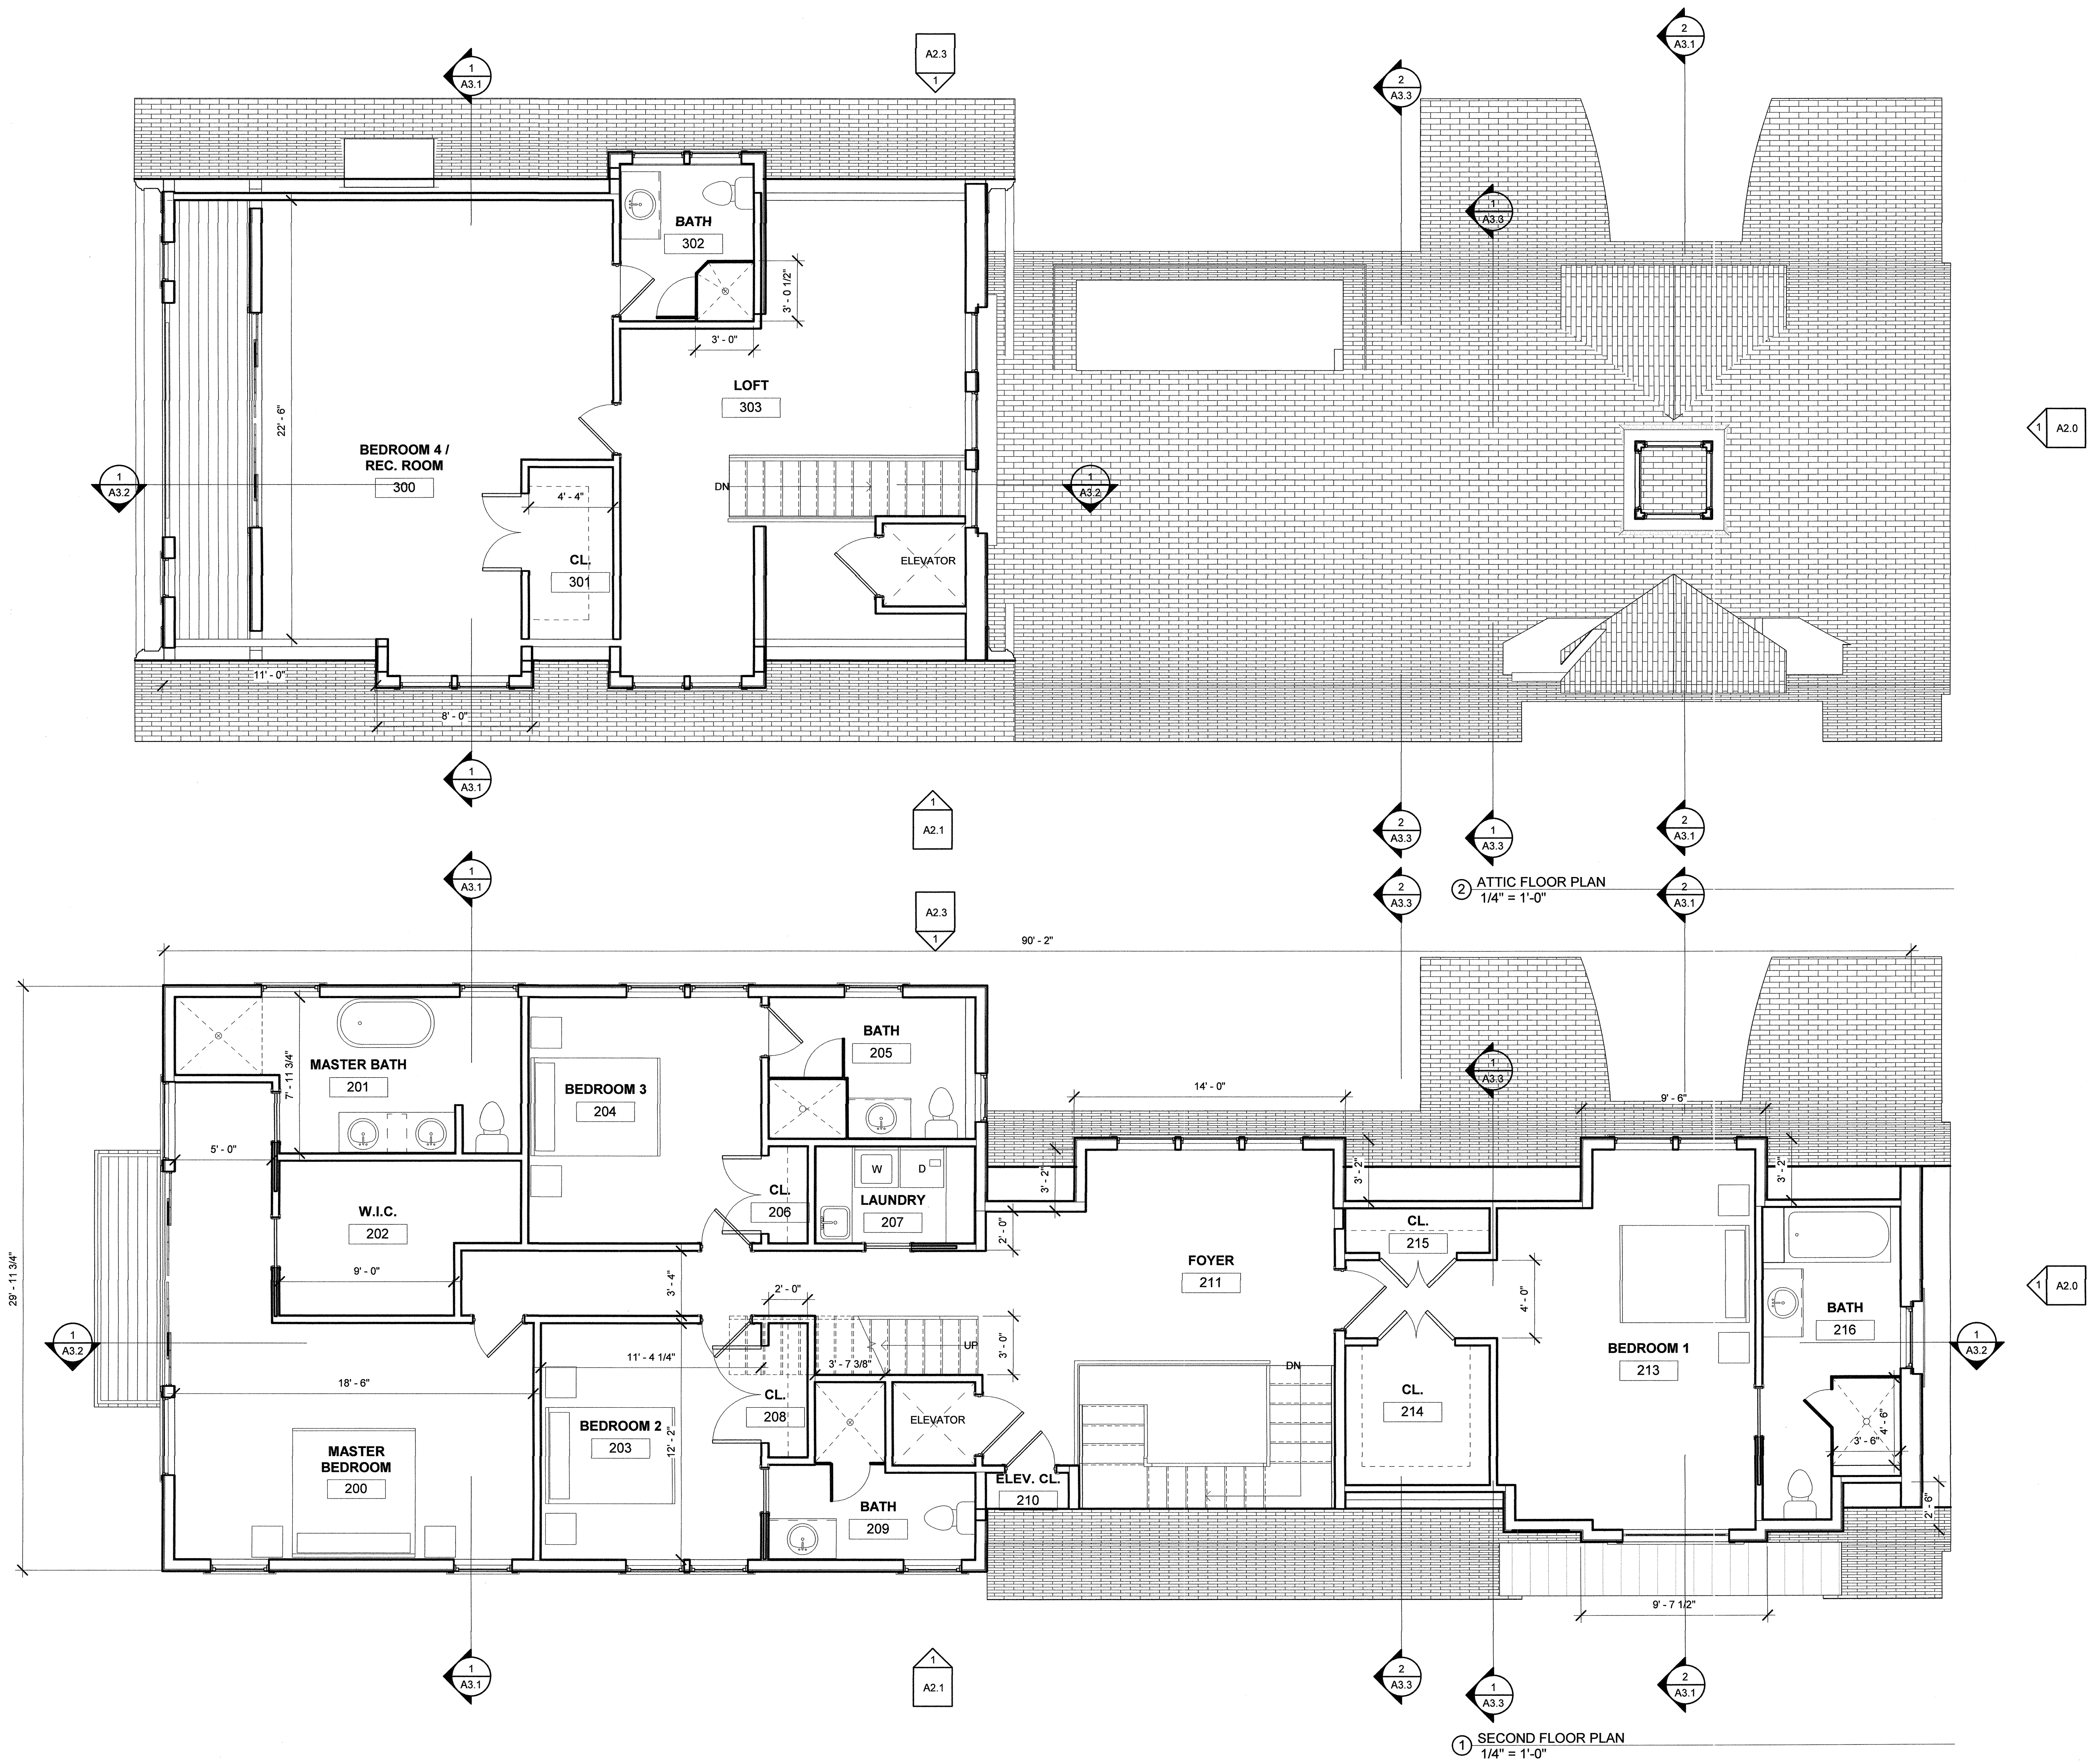 2
A3.1
A2.3
1
1
A3.1
2
A3.3
1
A3.3
BATH
302
3' - 0 1/2"
3' - 0"
LOFT
303
22' - 6"
1
A2.0
BEDROOM 4 /
REC. ROOM
300
1
A3.2
DN
1
A3.2
4' - 4"
CL.
301
ELEVATOR
11' - 0"
8' - 0"
1
A3.1
1
A2.1
2
A3.3
1
A3.3
2
A3.1
2 ATTIC FLOOR PLAN
1/4" = 1'-0"
1
A3.1
A2.3
1
2
A3.3
2
A3.1
90' - 2"
29' - 11 3/4"
7' - 11 3/4"
MASTER BATH
201
BATH
205
BEDROOM 3
204
1
A3.3
14' - 0"
9' - 6"
5' - 0"
W
D
LAUNDRY
207
CL.
206
3' - 2"
3' - 2"
3' - 2"
W.I.C.
202
9' - 0"
3' - 4"
2' - 0"
2' - 0"
FOYER
211
CL.
215
4' - 0"
1
A2.0
BATH
216
BEDROOM 1
213
1
A3.2
1
A3.2
UP
3' - 0"
11' - 4 1/4"
3' - 7 3/8"
DN
18' - 6"
CL.
208
CL.
214
ELEVATOR
BEDROOM 2
203
12' - 2"
3' - 6"
4' - 6"
MASTER
BEDROOM
200
ELEV. CL.
210
BATH
209
2' - 6"
9' - 7 1/2"
1
A3.1
1
A2.1
2
A3.3
1
A3.3
2
A3.1
1 SECOND FLOOR PLAN
1/4" = 1'-0"